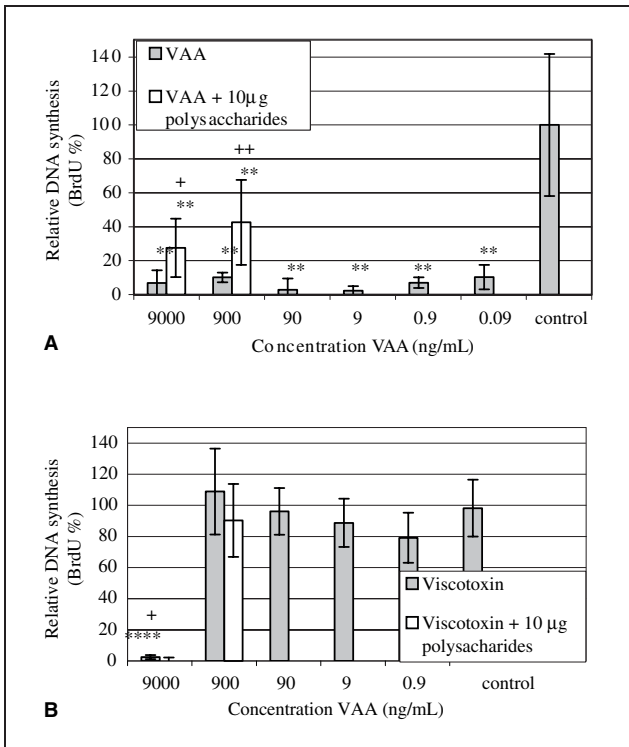 140
120
100
80
60
40
20
0
Relative DNA synthesis
(BrdU %)
VAA
VAA + 10µg
polysaccharides
+
**
++
**
**
**
**
**
**
**
9000 900 90 9 0.9 0.09 control
A
Concentration VAA (ng/mL)
140
120
100
80
60
40
20
0
Relative DNA synthesis
(BrdU %)
+
****
Viscotoxin
Viscotoxin + 10 µg
polysacharides
9000 900 90 9 0.9 control
B
Concentration VAA (ng/mL)